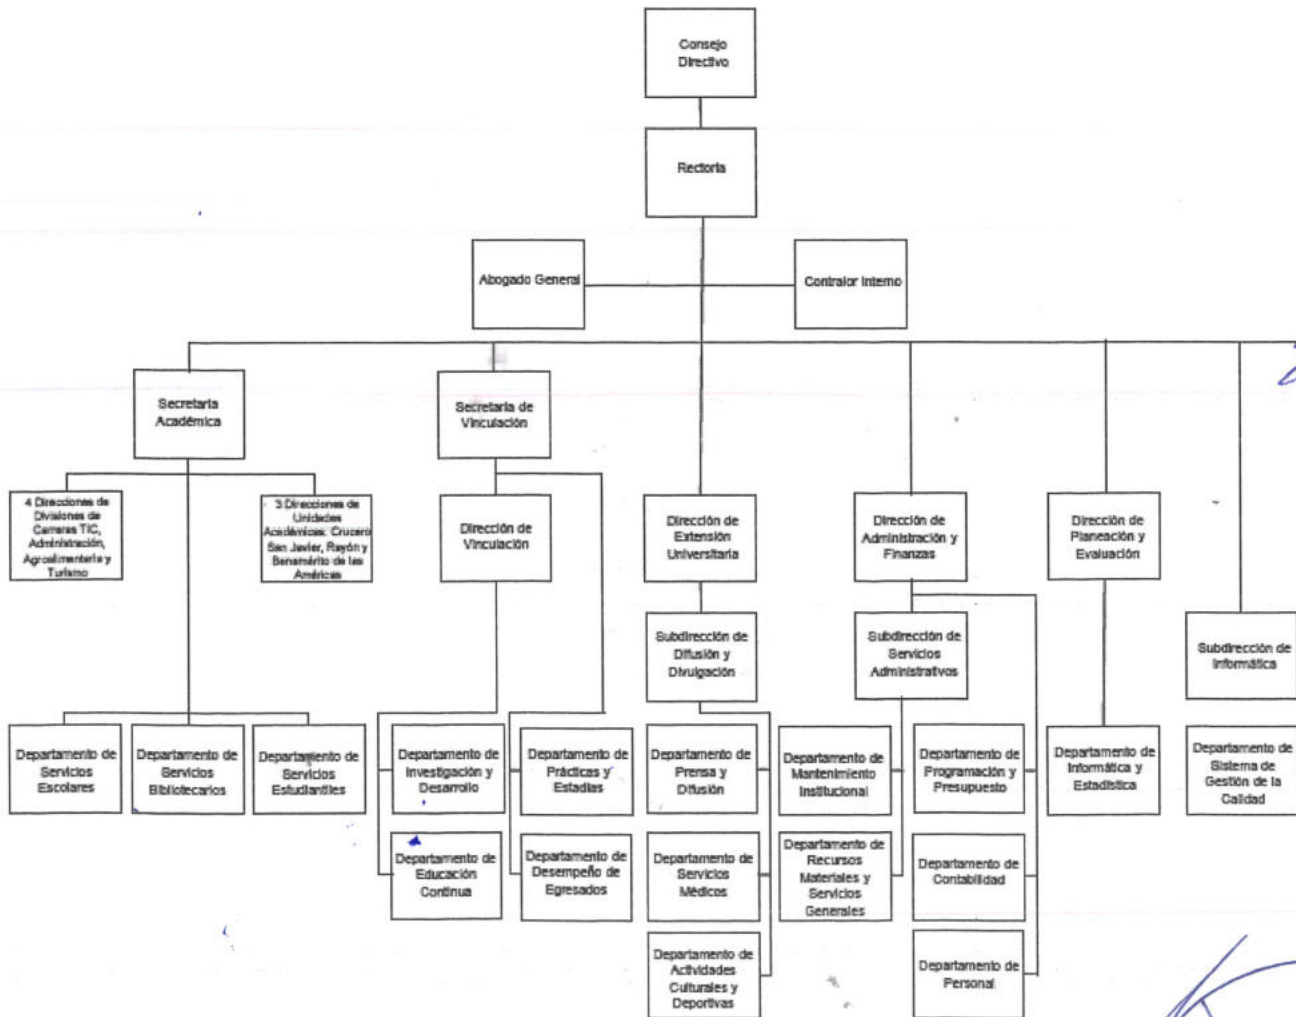 Consejo
Directivo
Rectoría
Abogado General
Contralor Interno
Secretaría
Académica
Secretaría de
Vinculación
4 Direcciones de
Divisiones de
Carreras TIC,
Administración,
Agroalimentaria y
Turismo
3 Direcciones de
Unidades
Académicas: Crucero
San Javier, Rayón y
Benemérito de las
Américas
Dirección de
Vinculación
Dirección de
Extensión
Universitaria
Dirección de
Administración y
Finanzas
Dirección de
Planeación y
Evaluación
Subdirección de
Difusión y
Divulgación
Subdirección de
Servicios
Administrativos
Subdirección de
Informática
Departamento de
Servicios
Escolares
Departamento de
Servicios
Bibliotecarios
Departamento de
Servicios
Estudiantiles
Departamento de
Investigación y
Desarrollo
Departamento de
Prácticas y
Estadías
Departamento de
Prensa y
Difusión
Departamento de
Mantenimiento
Institucional
Departamento de
Programación y
Presupuesto
Departamento de
Informática y
Estadística
Departamento de
Sistema de
Gestión de la
Calidad
Departamento de
Educación
Continua
Departamento de
Desempeño de
Egresados
Departamento de
Servicios
Médicos
Departamento de
Recursos
Materiales y
Servicios
Generales
Departamento de
Contabilidad
Departamento de
Actividades
Culturales y
Deportivas
Departamento de
Personal